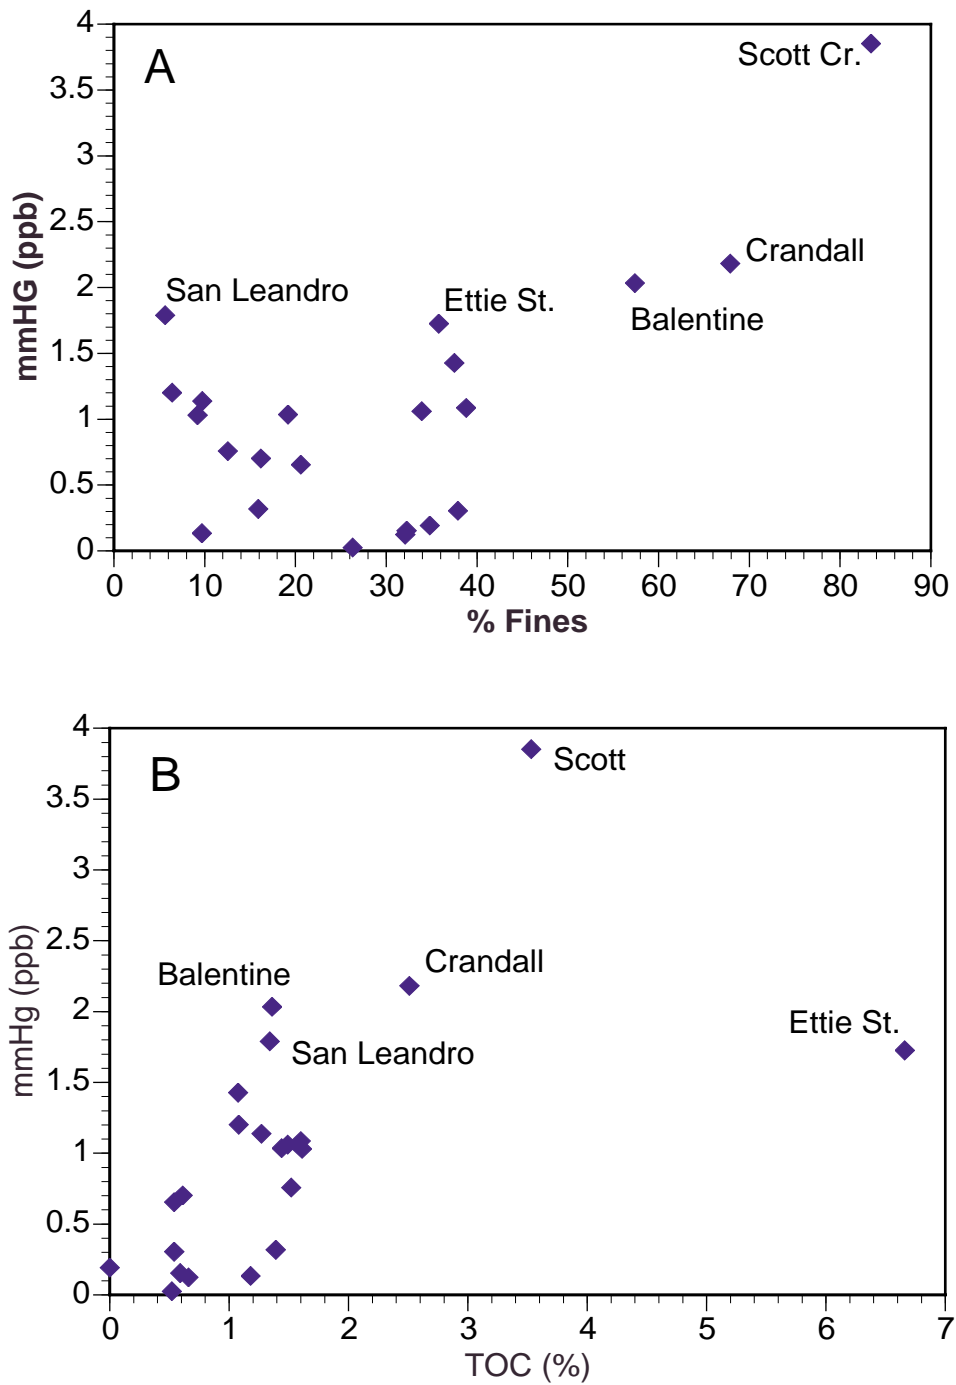 A
mmHG (ppb)
4
3.5
3
2.5
2
1.5
1
0.5
0
Scott Cr.
Crandall
San Leandro
Ettie St.
Balentine
0 10 20 30 40 50 60 70 80 90
% Fines
B
mmHg (ppb)
4
3.5
3
2.5
2
1.5
1
0.5
0
Scott
Crandall
Balentine
Ettie St.
San Leandro
0 1 2 3 4 5 6 7
TOC (%)